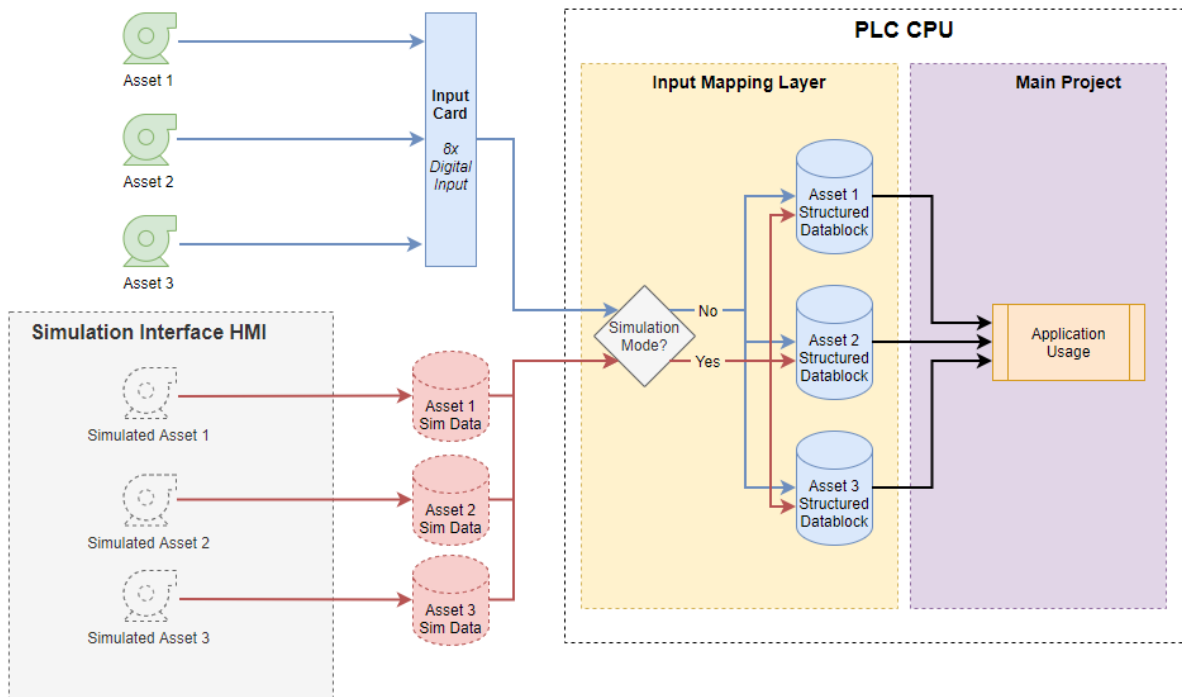 PLC CPU
Asset 1
Asset 2
Asset 3
Input
Card
8x
Digital
Input
Input Mapping Layer
Main Project
Asset 1
Structured
Datablock
Asset 2
Structured
Datablock
Asset 3
Structured
Datablock
Simulation
Mode?
No
Yes
Application
Usage
Simulation Interface HMI
Simulated Asset 1
Simulated Asset 2
Simulated Asset 3
Asset 1
Sim Data
Asset 2
Sim Data
Asset 3
Sim Data